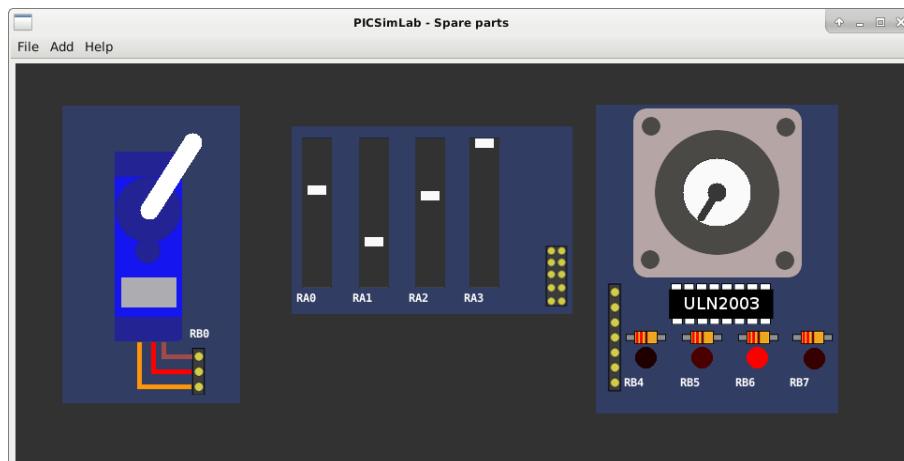 PICSimLab - Spare parts
File Add Help
RB0
RA0 RA1 RA2 RA3
ULN2003
RB4 RB5 RB6 RB7